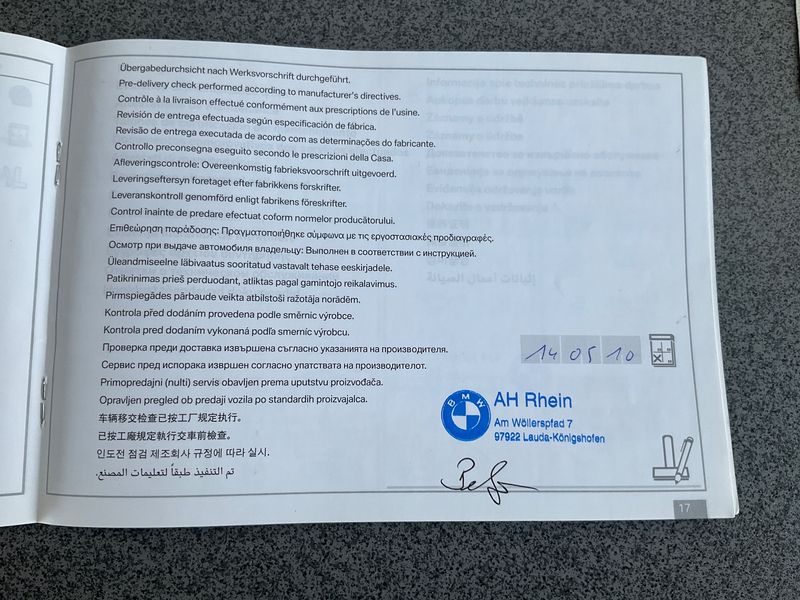 Übergabedurchsicht nach Werksvorschrift durchgeführt.
Pre-delivery check performed according to manufacturer's directives.
Contrôle à la livraison effectué conformément aux prescriptions de l'usine.
Revisión de entrega efectuada según especificación de fábrica.
Revisão de entrega executada de acordo com as determinações do fabricante.
Controllo preconsegna eseguito secondo le prescrizioni della Casa.
Afleveringscontrole: Overeenkomstig fabrieksvoorschrift uitgevoerd.
Leveringseftersyn foretaget efter fabrikkens forskrifter.
Leveranskontroll genomförd enligt fabrikens föreskrifter.
Control înainte de predare efectuat coform normelor producătorului.
Επιθεώρηση παράδοσης: Πραγματοποιήθηκε σύμφωνα με τις εργοστασιακές προδιαγραφές.
Осмотр при выдаче автомобиля владельцу: Выполнен в соответствии с инструкцией.
Üleandmiseelne läbivaatus sooritatud vastavalt tehase eeskirjadele.
Patikrinimas prieš perduodant, atliktas pagal gamintojo reikalavimus.
Pirmspiegādes pārbaude veikta atbilstoši ražotāja norādēm.
Kontrola před dodáním provedena podle směrnic výrobce.
Kontrola pred dodaním vykonaná podľa smerníc výrobcu.
Проверка преди доставка извършена съгласно указанията на производителя.
Сервис пред испорака извршен согласно упатствата на производителот.
Primopredajni (nulti) servis obavljen prema uputstvu proizvođača.
Opravljen pregled ob predaji vozila po standardih proizvajalca.
车辆移交检查已按工厂规定执行。
已按工廠規定執行交車前檢查。
인도전 점검 제조회사 규정에 따라 실시.
تم التنفيذ طبقاً لتعليمات المصنع.
14 05 10
BMW
AH Rhein
Am Wöllerspfad 7
97922 Lauda-Königshofen
17